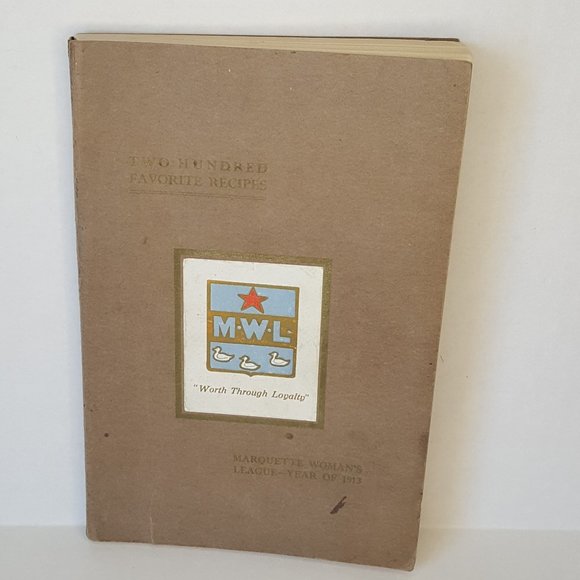 TWO HUNDRED
FAVORITE RECIPES
M·W·L·
"Worth Through Loyalty"
MARQUETTE WOMAN'S
LEAGUE—YEAR OF 1913